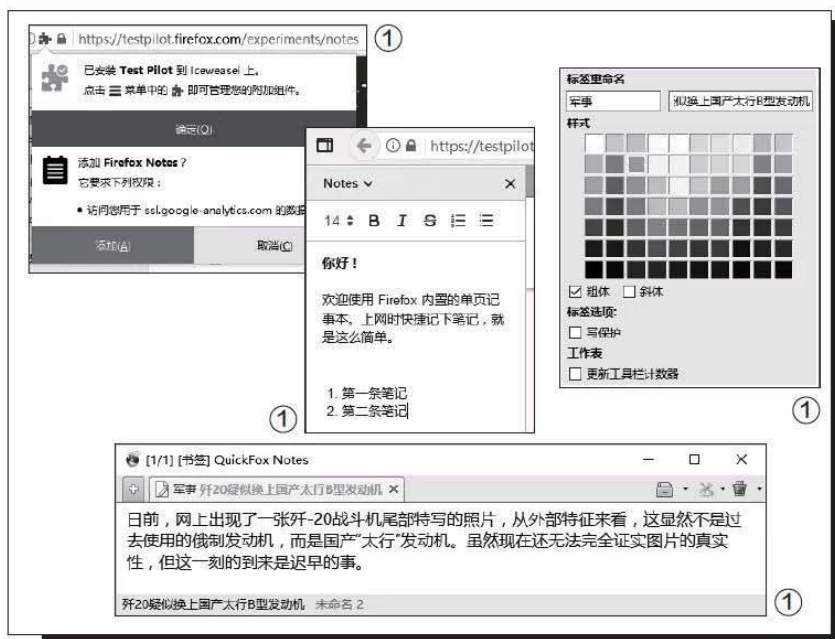 https://testpilot.firefox.com/experiments/notes
①
已安装 Test Pilot 到 Iceweasel 上。
点击 ☰ 菜单中的 即可管理您的附加组件。
确定(O)
添加 Firefox Notes？
它要求下列权限：
• 访问您用于 ssl.google-analytics.com 的数据
添加(A)
取消(C)
https://testpilot
Notes
14 B I S
你好！
欢迎使用 Firefox 内置的单页记
事本。上网时快捷记下笔记，就
是这么简单。
1. 第一条笔记
2. 第二条笔记
①
标签重命名
军事
似换上国产太行B型发动机
样式
粗体 斜体
标签选项:
写保护
工作表
更新工具栏计数器
①
[1/1] [书签] QuickFox Notes
军事 歼20疑似换上国产太行B型发动机
日前，网上出现了一张歼-20战斗机尾部特写的照片，从外部特征来看，这显然不是过
去使用的俄制发动机，而是国产“太行”发动机。虽然现在还无法完全证实图片的真实
性，但这一刻的到来是迟早的事。
歼20疑似换上国产太行B型发动机 未命名 2
①